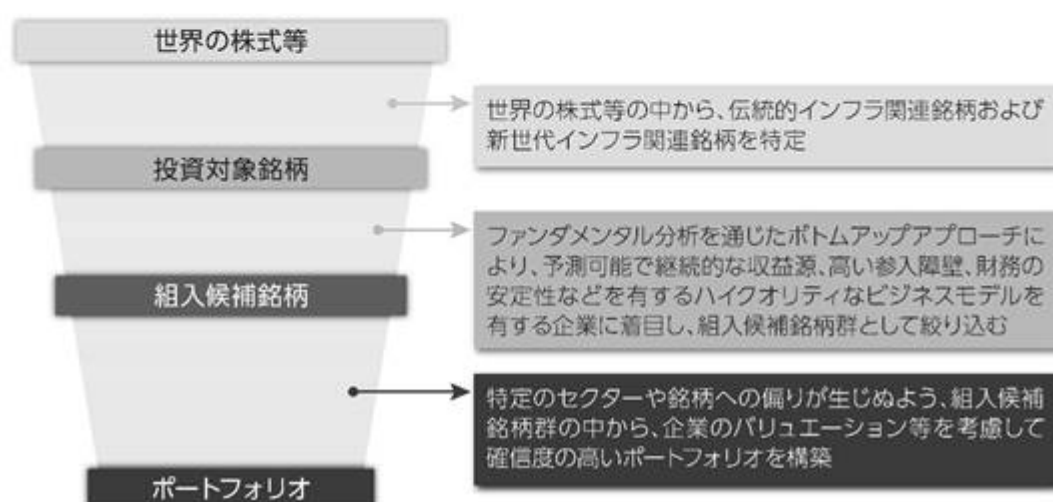 世界の株式等
世界の株式等の中から、伝統的インフラ関連銘柄および
新世代インフラ関連銘柄を特定
投資対象銘柄
ファンダメンタル分析を通じたボトムアップアプローチに
より、予測可能で継続的な収益源、高い参入障壁、財務の
安定性などを有するハイクオリティなビジネスモデルを
有する企業に着目し、組入候補銘柄群として絞り込む
組入候補銘柄
特定のセクターや銘柄への偏りが生じぬよう、組入候補
銘柄群の中から、企業のバリュエーション等を考慮して
確信度の高いポートフォリオを構築
ポートフォリオ